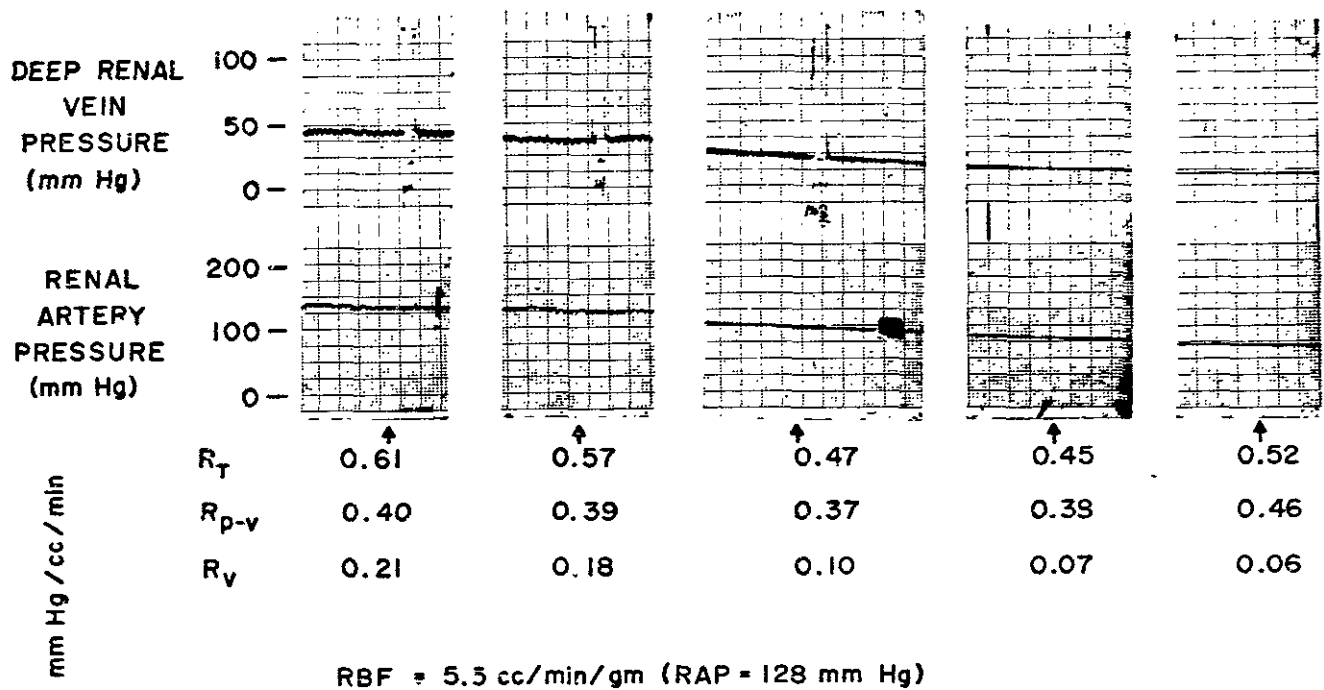 DEEP RENAL VEIN PRESSURE (mm Hg)
100
50
0
RENAL ARTERY PRESSURE (mm Hg)
200
100
0
mm Hg/cc/min
R_T 0.61 0.57 0.47 0.45 0.52
R_p-v 0.40 0.39 0.37 0.38 0.46
R_v 0.21 0.18 0.10 0.07 0.06
RBF = 5.3 cc/min/gm (RAP = 128 mm Hg)